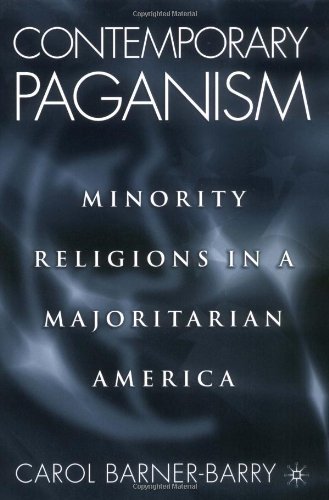 CONTEMPORARY
PAGANISM
MINORITY
RELIGIONS IN A
MAJORITARIAN
AMERICA
CAROL BARNER-BARRY